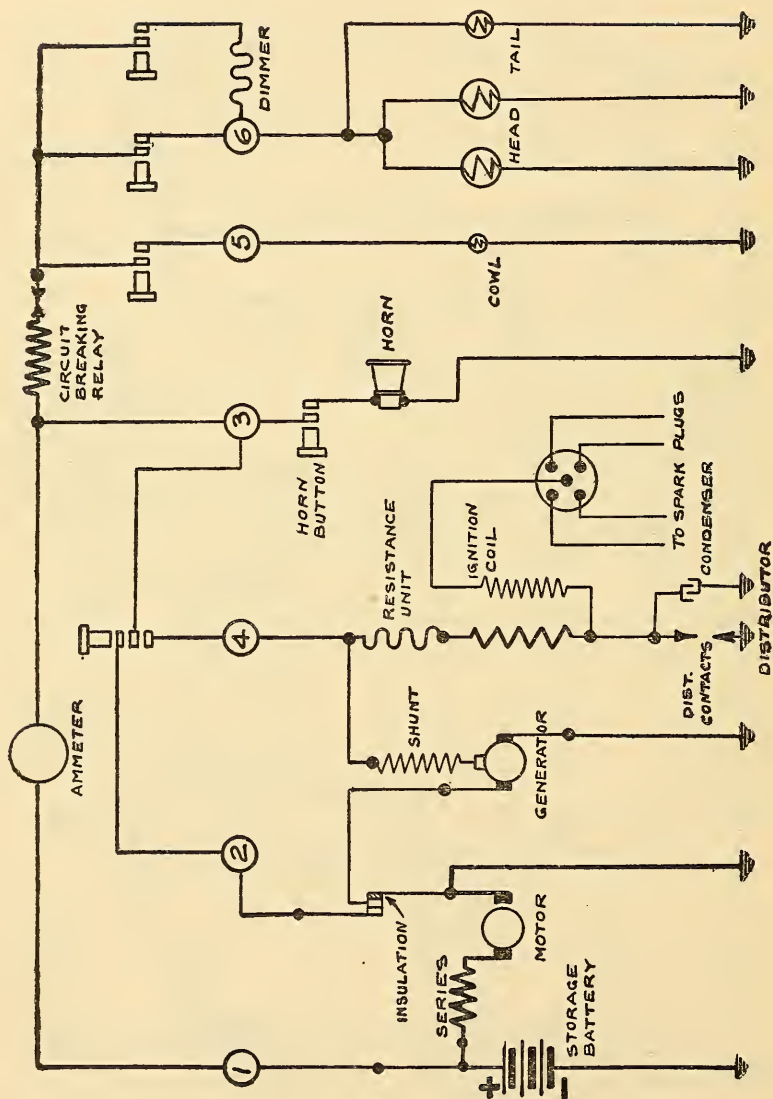 AMMETER
CIRCUIT
BREAKING
RELAY
1
2
3
4
5
6
DIMMER
HORN
BUTTON
HORN
COWL
HEAD
TAIL
RESISTANCE
UNIT
IGNITION
COIL
TO SPARK PLUGS
CONDENSER
DIST.
CONTACTS
DISTRIBUTOR
SHUNT
GENERATOR
INSULATION
SERIES
MOTOR
+
STORAGE
BATTERY
-